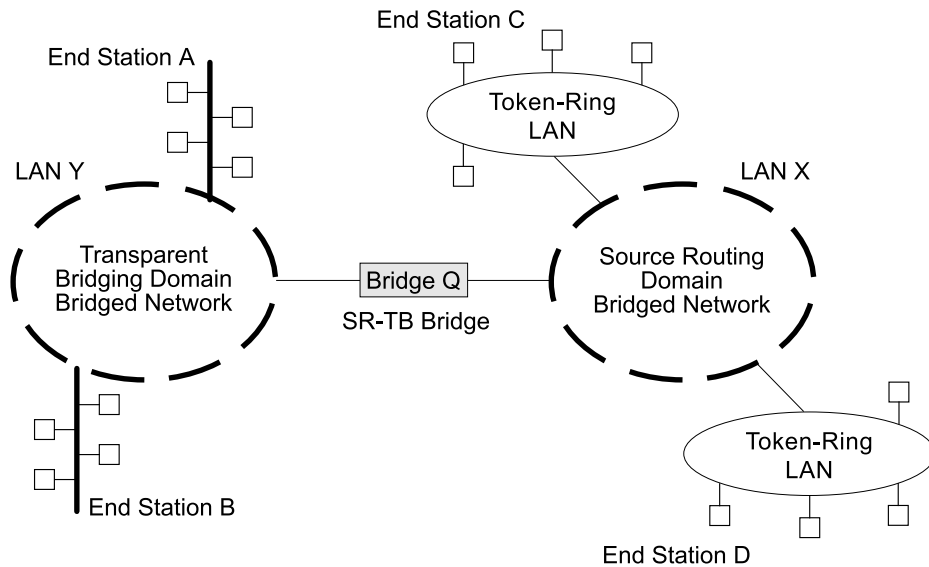 End Station C
End Station A
Token-Ring
LAN
LAN Y
LAN X
Transparent
Bridging Domain
Bridged Network
Bridge Q
SR-TB Bridge
Source Routing
Domain
Bridged Network
Token-Ring
LAN
End Station B
End Station D